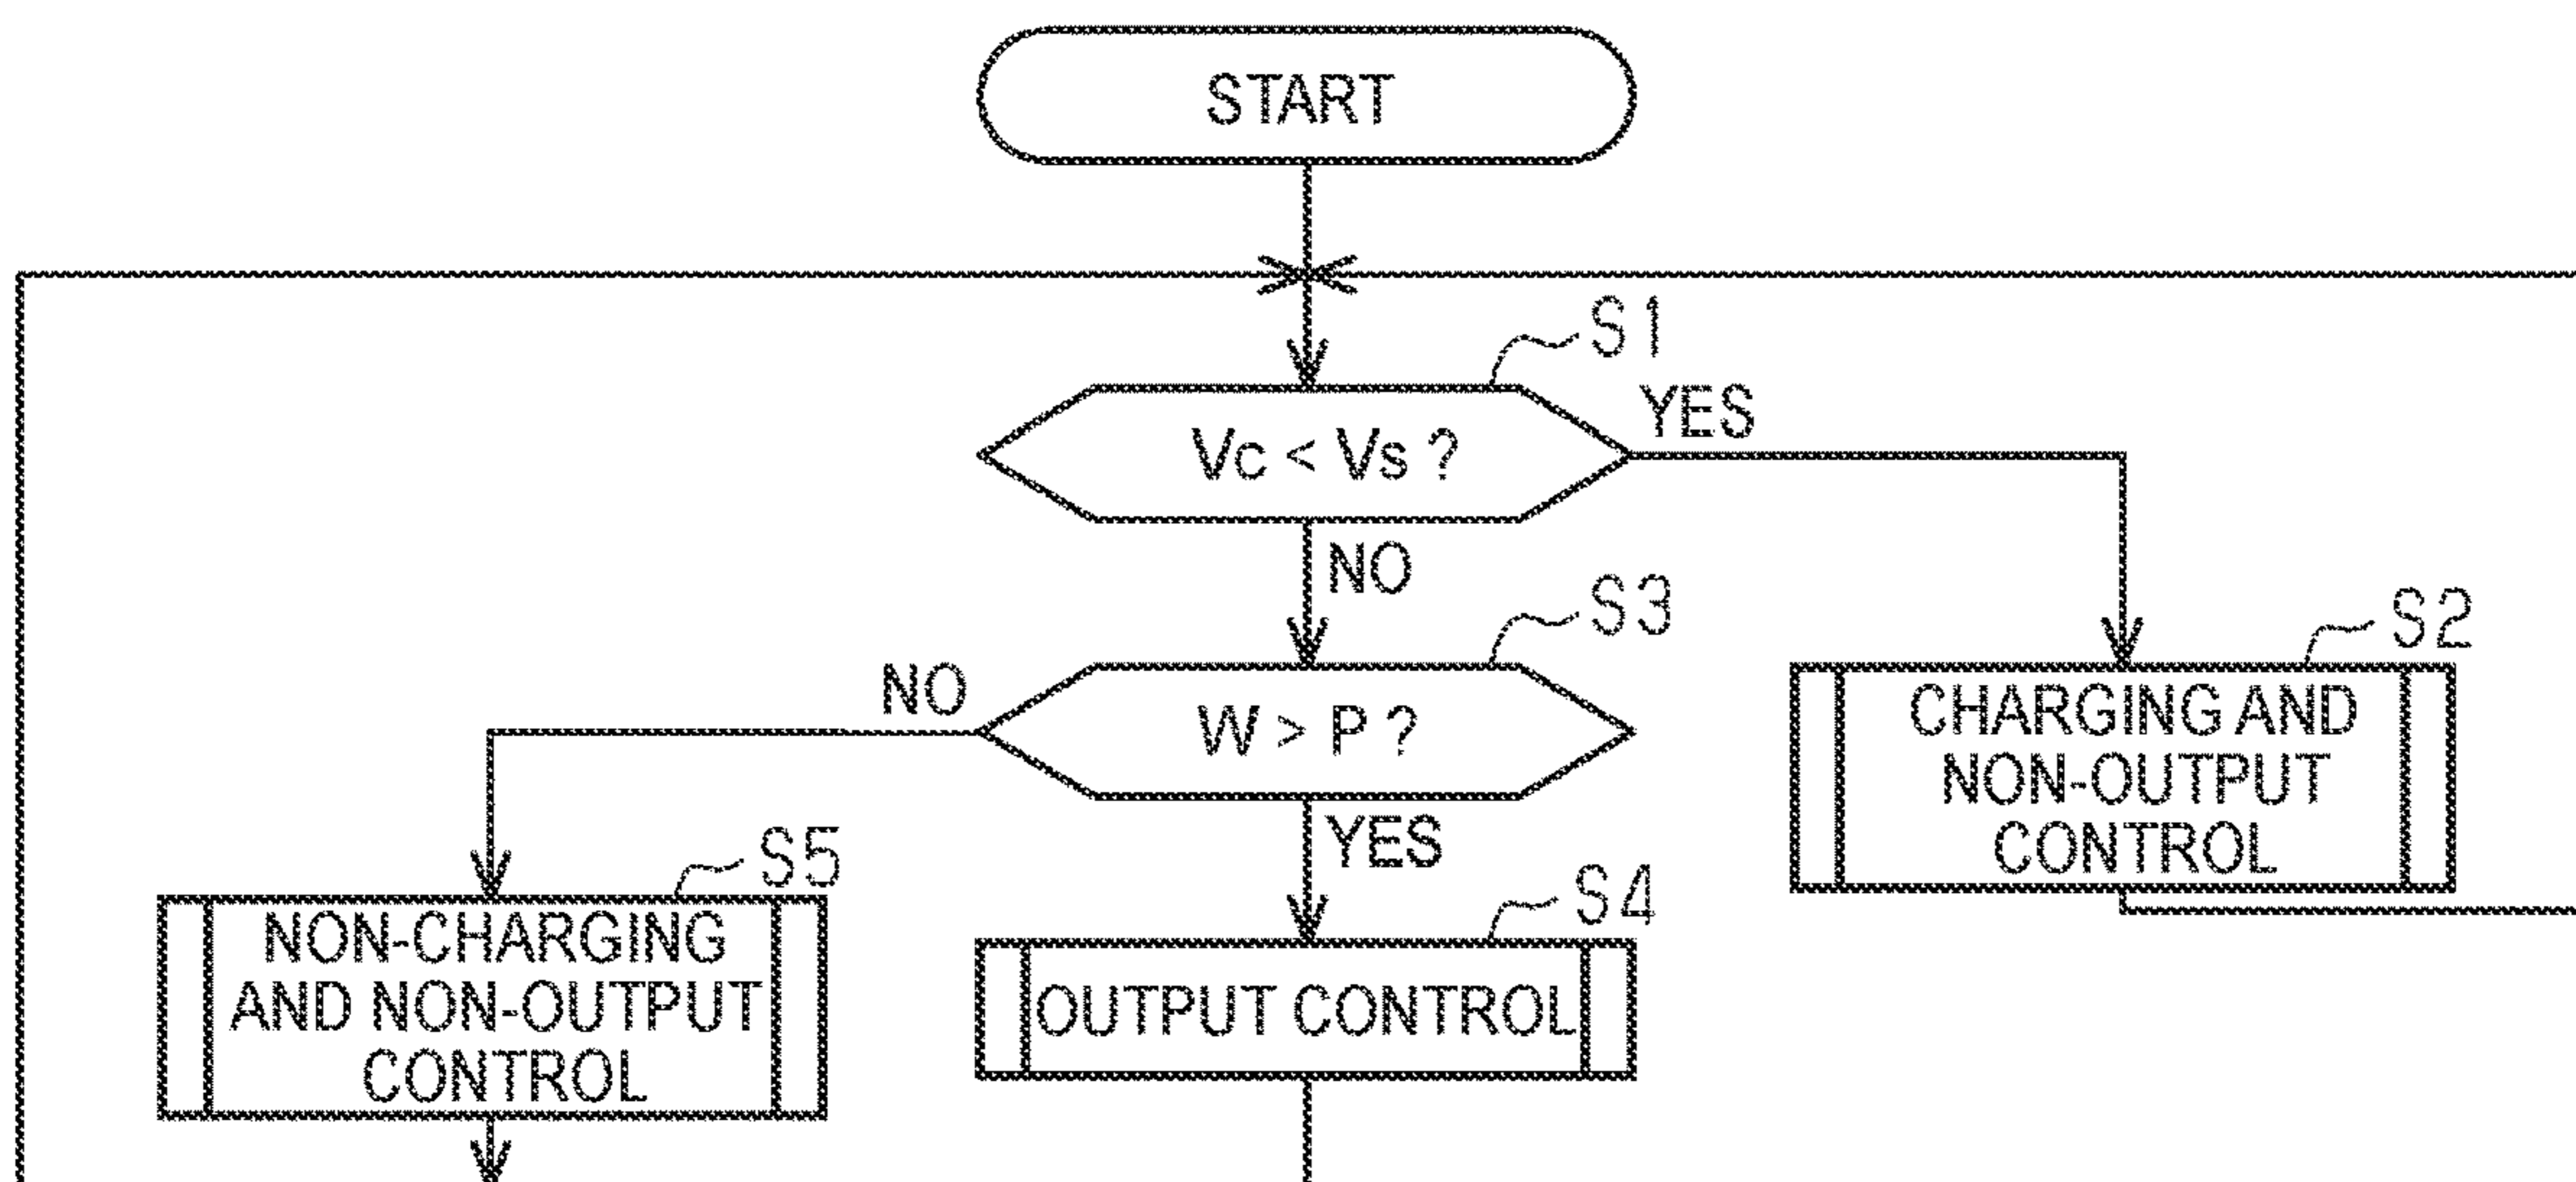 START
S1
Vc < Vs ?
YES
NO
S3
S2
NO
W > P ?
CHARGING AND
NON-OUTPUT
CONTROL
YES
S5
S4
NON-CHARGING
AND NON-OUTPUT
CONTROL
OUTPUT CONTROL